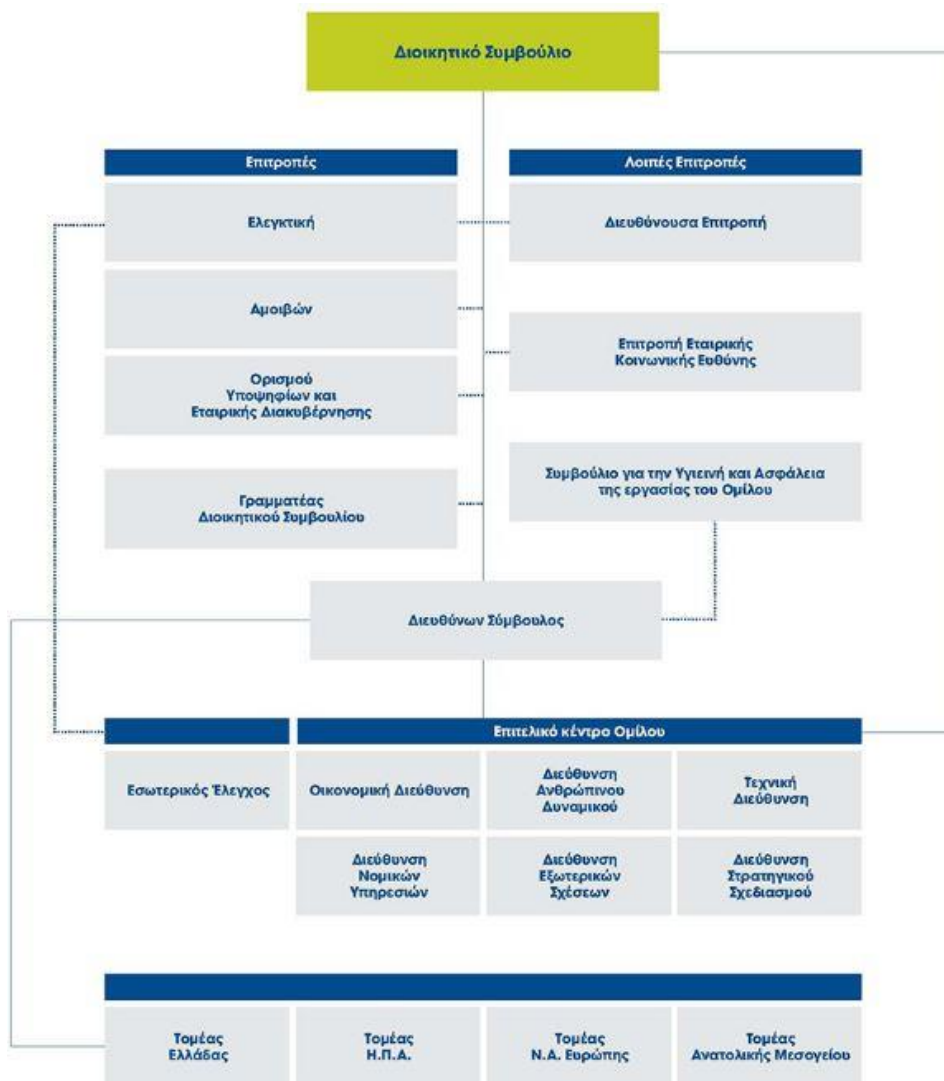 Διοικητικό Συμβούλιο
Επιτροπές
Ελεγκτική
Αμοιβών
Ορισμού
Υποψηφίων και
Εταιρικής Διακυβέρνησης
Γραμματέας
Διοικητικού Συμβουλίου
Λοιπές Επιτροπές
Διευθύνουσα Επιτροπή
Επιτροπή Εταιρικής
Κοινωνικής Ευθύνης
Συμβούλιο για την Υγιεινή και Ασφάλεια
της εργασίας του Ομίλου
Διευθύνων Σύμβουλος
Επιτελικό κέντρο Ομίλου
Εσωτερικός Έλεγχος
Οικονομική Διεύθυνση
Διεύθυνση
Ανθρώπινου
Δυναμικού
Τεχνική
Διεύθυνση
Διεύθυνση
Νομικών
Υπηρεσιών
Διεύθυνση
Εξωτερικών
Σχέσεων
Διεύθυνση
Στρατηγικού
Σχεδιασμού
Τομέας
Ελλάδας
Τομέας
Η.Π.Α.
Τομέας
Ν.Α. Ευρώπης
Τομέας
Ανατολικής Μεσογείου